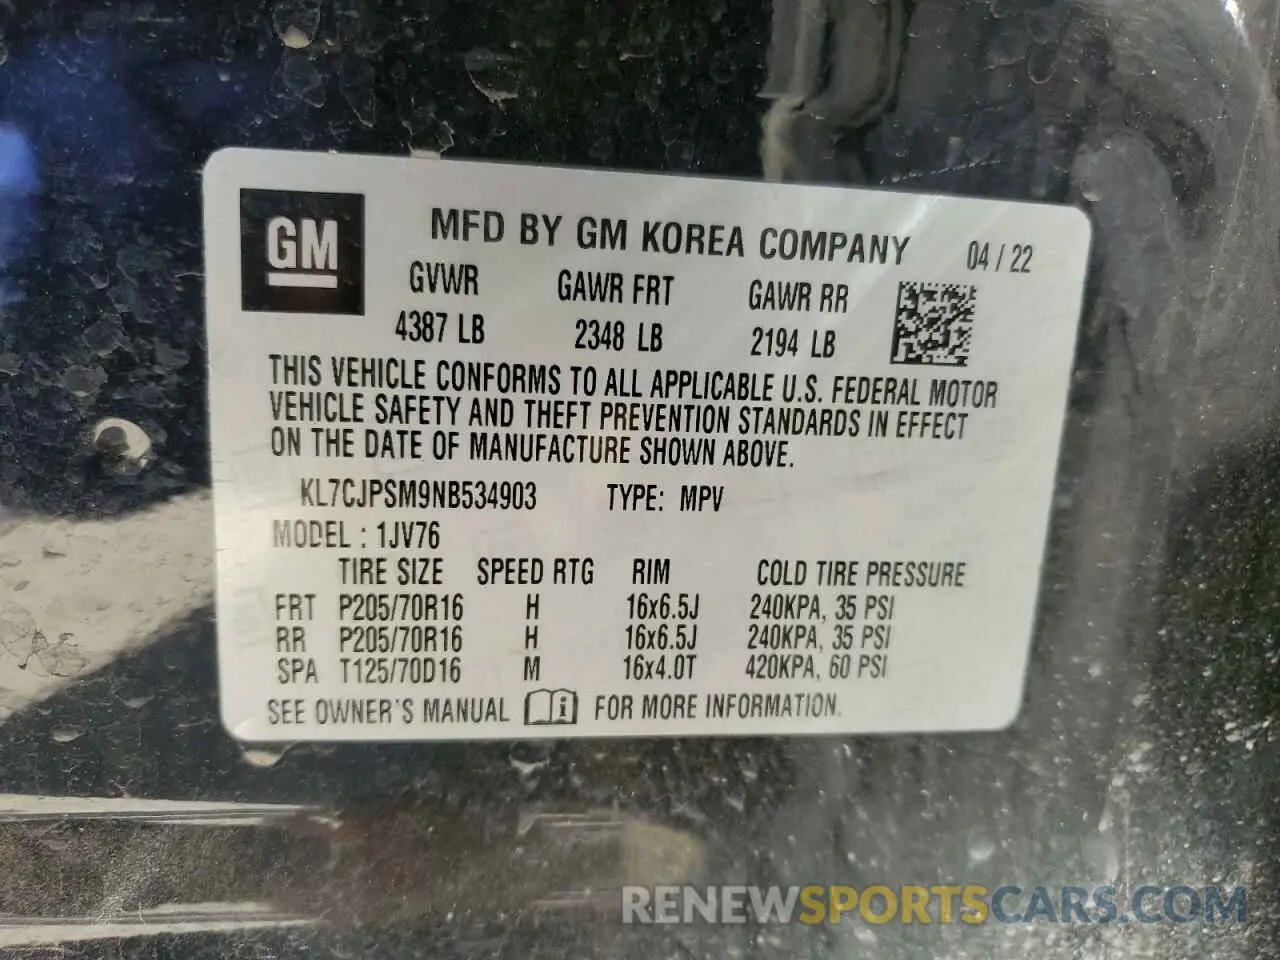 GM
MFD BY GM KOREA COMPANY 04 / 22
GVWR GAWR FRT GAWR RR
4387 LB 2348 LB 2194 LB
THIS VEHICLE CONFORMS TO ALL APPLICABLE U.S. FEDERAL MOTOR
VEHICLE SAFETY AND THEFT PREVENTION STANDARDS IN EFFECT
ON THE DATE OF MANUFACTURE SHOWN ABOVE.
KL7CJPSM9NB534903 TYPE: MPV
MODEL : 1JV76
TIRE SIZE SPEED RTG RIM COLD TIRE PRESSURE
FRT P205/70R16 H 16x6.5J 240KPA, 35 PSI
RR P205/70R16 H 16x6.5J 240KPA, 35 PSI
SPA T125/70D16 M 16x4.0T 420KPA, 60 PSI
SEE OWNER'S MANUAL i FOR MORE INFORMATION.
RENEWSPORTSCARS.COM